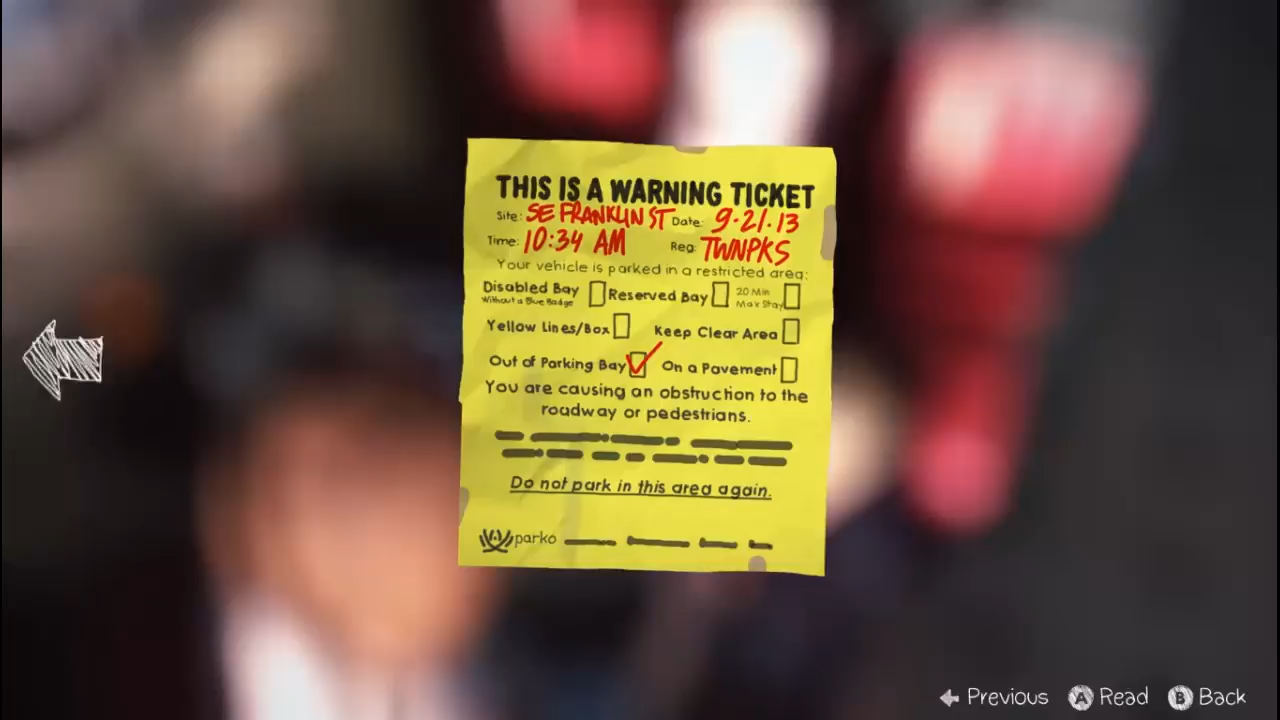 THIS IS A WARNING TICKET
Site: SE FRANKLIN ST Date: 9·21·13
Time: 10:34 AM Reg: TWNPKS
Your vehicle is parked in a restricted area:
Disabled Bay Reserved Bay 20 Min
Without a Blue Badge Max Stay
Yellow Lines/Box Keep Clear Area
Out of Parking Bay On a Pavement
You are causing an obstruction to the
roadway or pedestrians.
Do not park in this area again.
parko
Previous A Read B Back